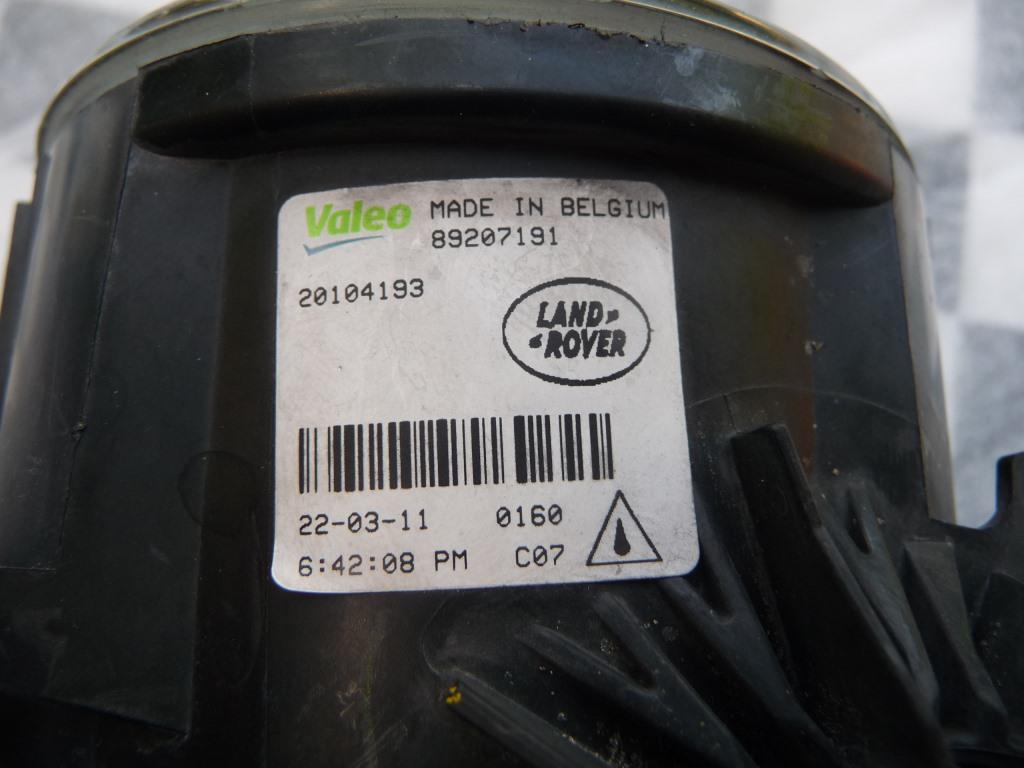 Valeo MADE IN BELGIUM
89207191
20104193
LAND
ROVER
22-03-11 0160
6:42:08 PM C07